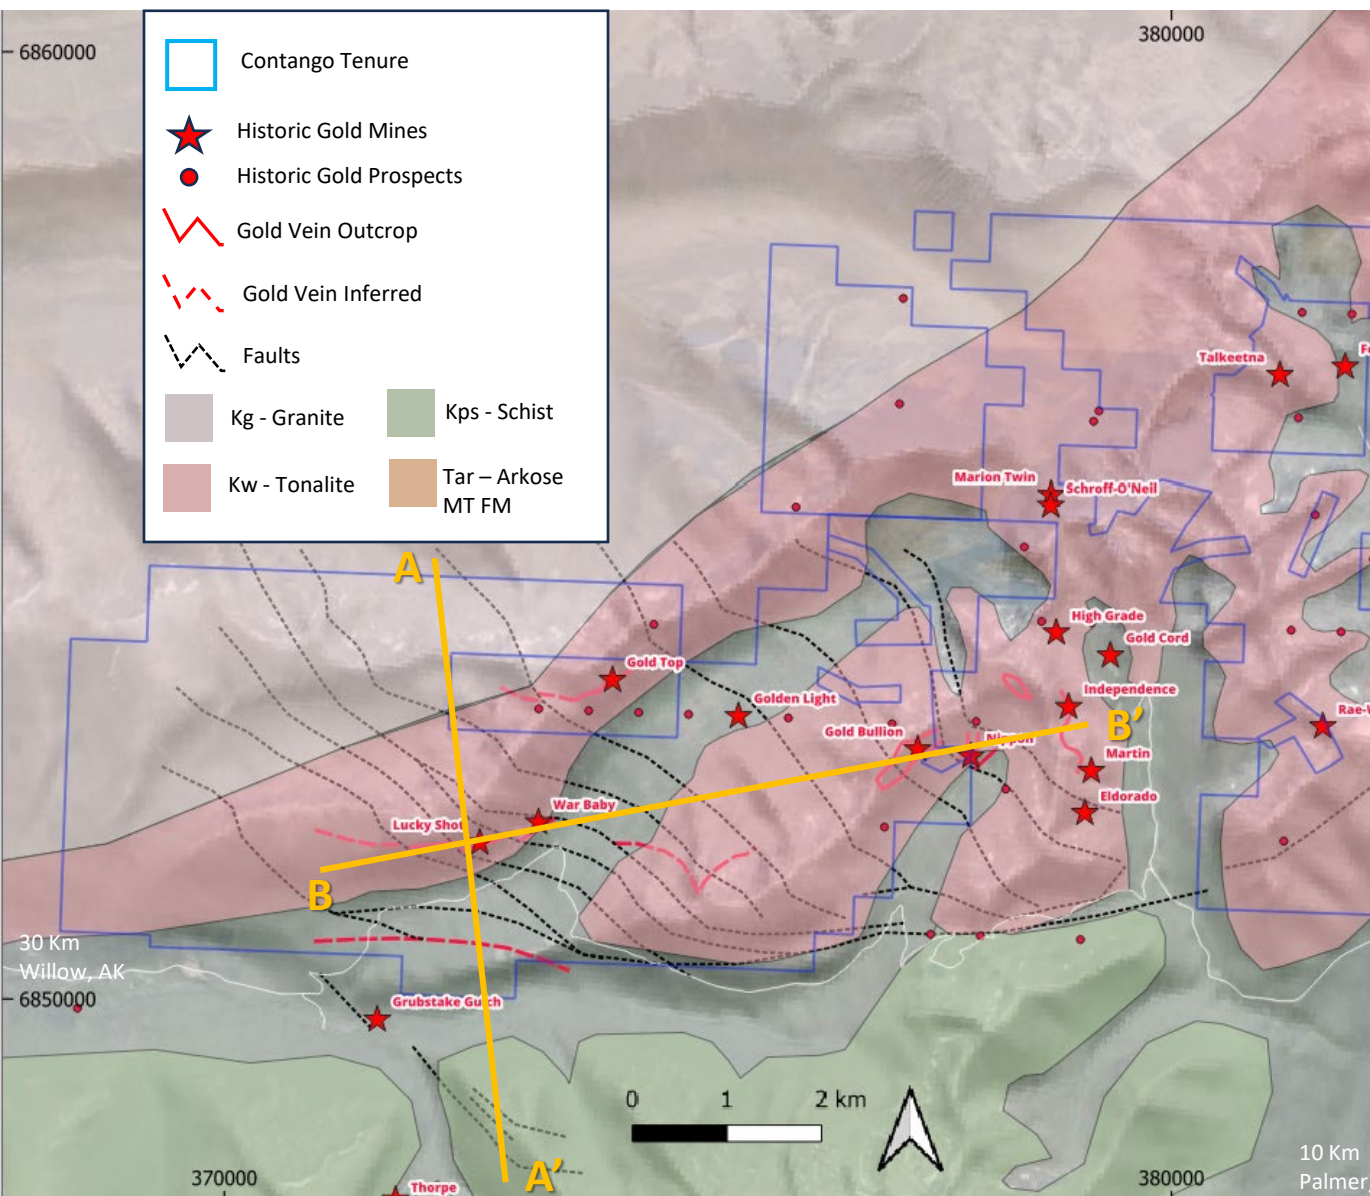 6860000
380000
Contango Tenure
Historic Gold Mines
Historic Gold Prospects
Gold Vein Outcrop
Gold Vein Inferred
Faults
Kg - Granite
Kps - Schist
Kw - Tonalite
Tar – Arkose
MT FM
Talkeetna
Marion Twin
Schroff-O'Neil
A
High Grade
Gold Cord
Gold Top
Independence
Golden Light
Gold Bullion
B’
Nippon
Martin
War Baby
Eldorado
Lucky Shot
B
30 Km
Willow, AK
6850000
Grubstake Gulch
0 1 2 km
10 Km
Palmer
370000
A’
380000
Thorpe